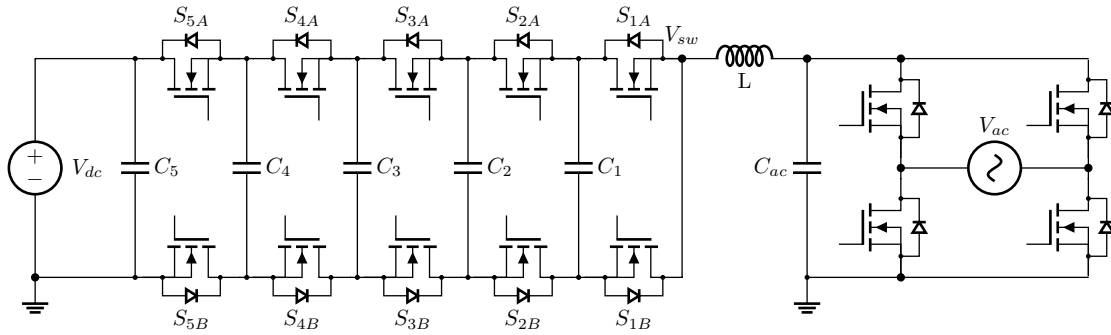 S5A S4A S3A S2A S1A
Vsw
L
Vdc C5 C4 C3 C2 C1 Cac Vac
S5B S4B S3B S2B S1B